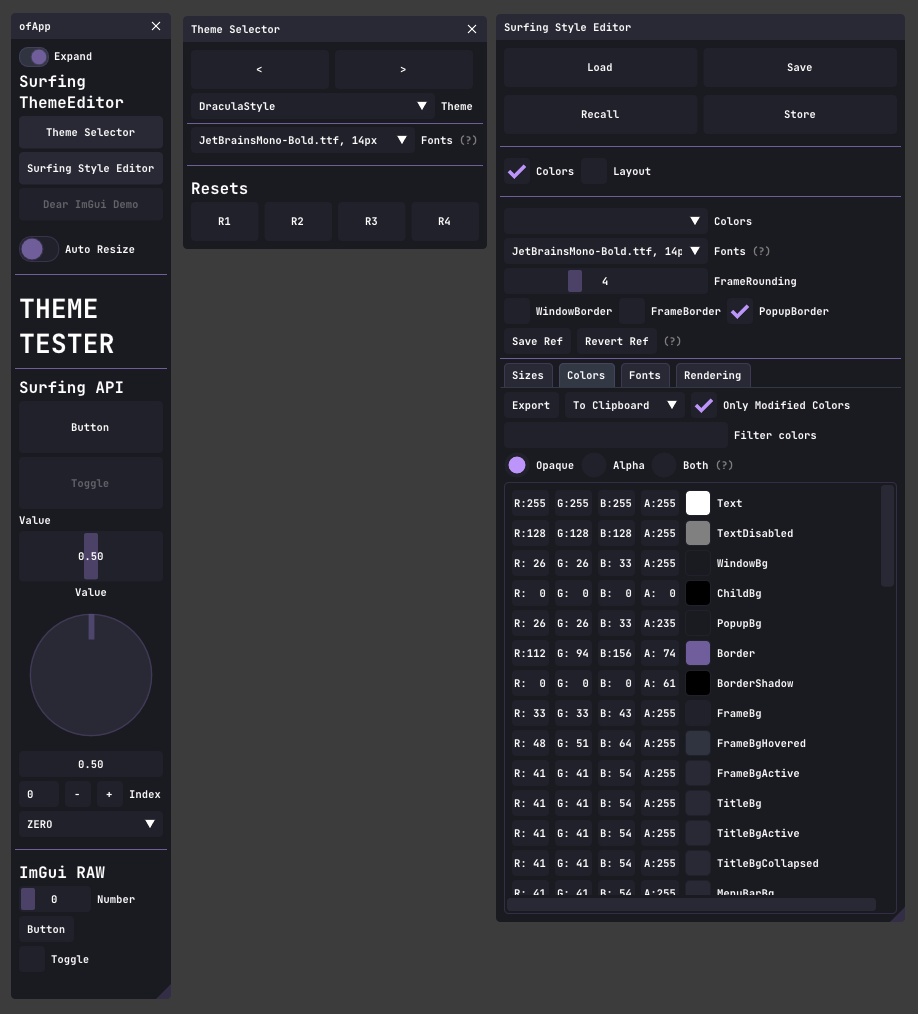 ofApp
Expand
Surfing
ThemeEditor
Theme Selector
Surfing Style Editor
Dear ImGui Demo
Auto Resize
THEME
TESTER
Surfing API
Button
Toggle
Value
0.50
Value
0.50
0 - + Index
ZERO
ImGui RAW
0 Number
Button
Toggle
Theme Selector
< >
DraculaStyle Theme
JetBrainsMono-Bold.ttf, 14px Fonts (?)
Resets
R1 R2 R3 R4
Surfing Style Editor
Load Save
Recall Store
Colors Layout
Colors
JetBrainsMono-Bold.ttf, 14p Fonts (?)
4 FrameRounding
WindowBorder FrameBorder PopupBorder
Save Ref Revert Ref (?)
Sizes Colors Fonts Rendering
Export To Clipboard Only Modified Colors
Filter colors
Opaque Alpha Both (?)
R:255 G:255 B:255 A:255 Text
R:128 G:128 B:128 A:255 TextDisabled
R: 26 G: 26 B: 33 A:255 WindowBg
R: 0 G: 0 B: 0 A: 0 ChildBg
R: 26 G: 26 B: 33 A:235 PopupBg
R:112 G: 94 B:156 A: 74 Border
R: 0 G: 0 B: 0 A: 61 BorderShadow
R: 33 G: 33 B: 43 A:255 FrameBg
R: 48 G: 51 B: 64 A:255 FrameBgHovered
R: 41 G: 41 B: 54 A:255 FrameBgActive
R: 41 G: 41 B: 54 A:255 TitleBg
R: 41 G: 41 B: 54 A:255 TitleBgActive
R: 41 G: 41 B: 54 A:255 TitleBgCollapsed
R: 41 G: 41 B: 54 A:255 MenuBarBg